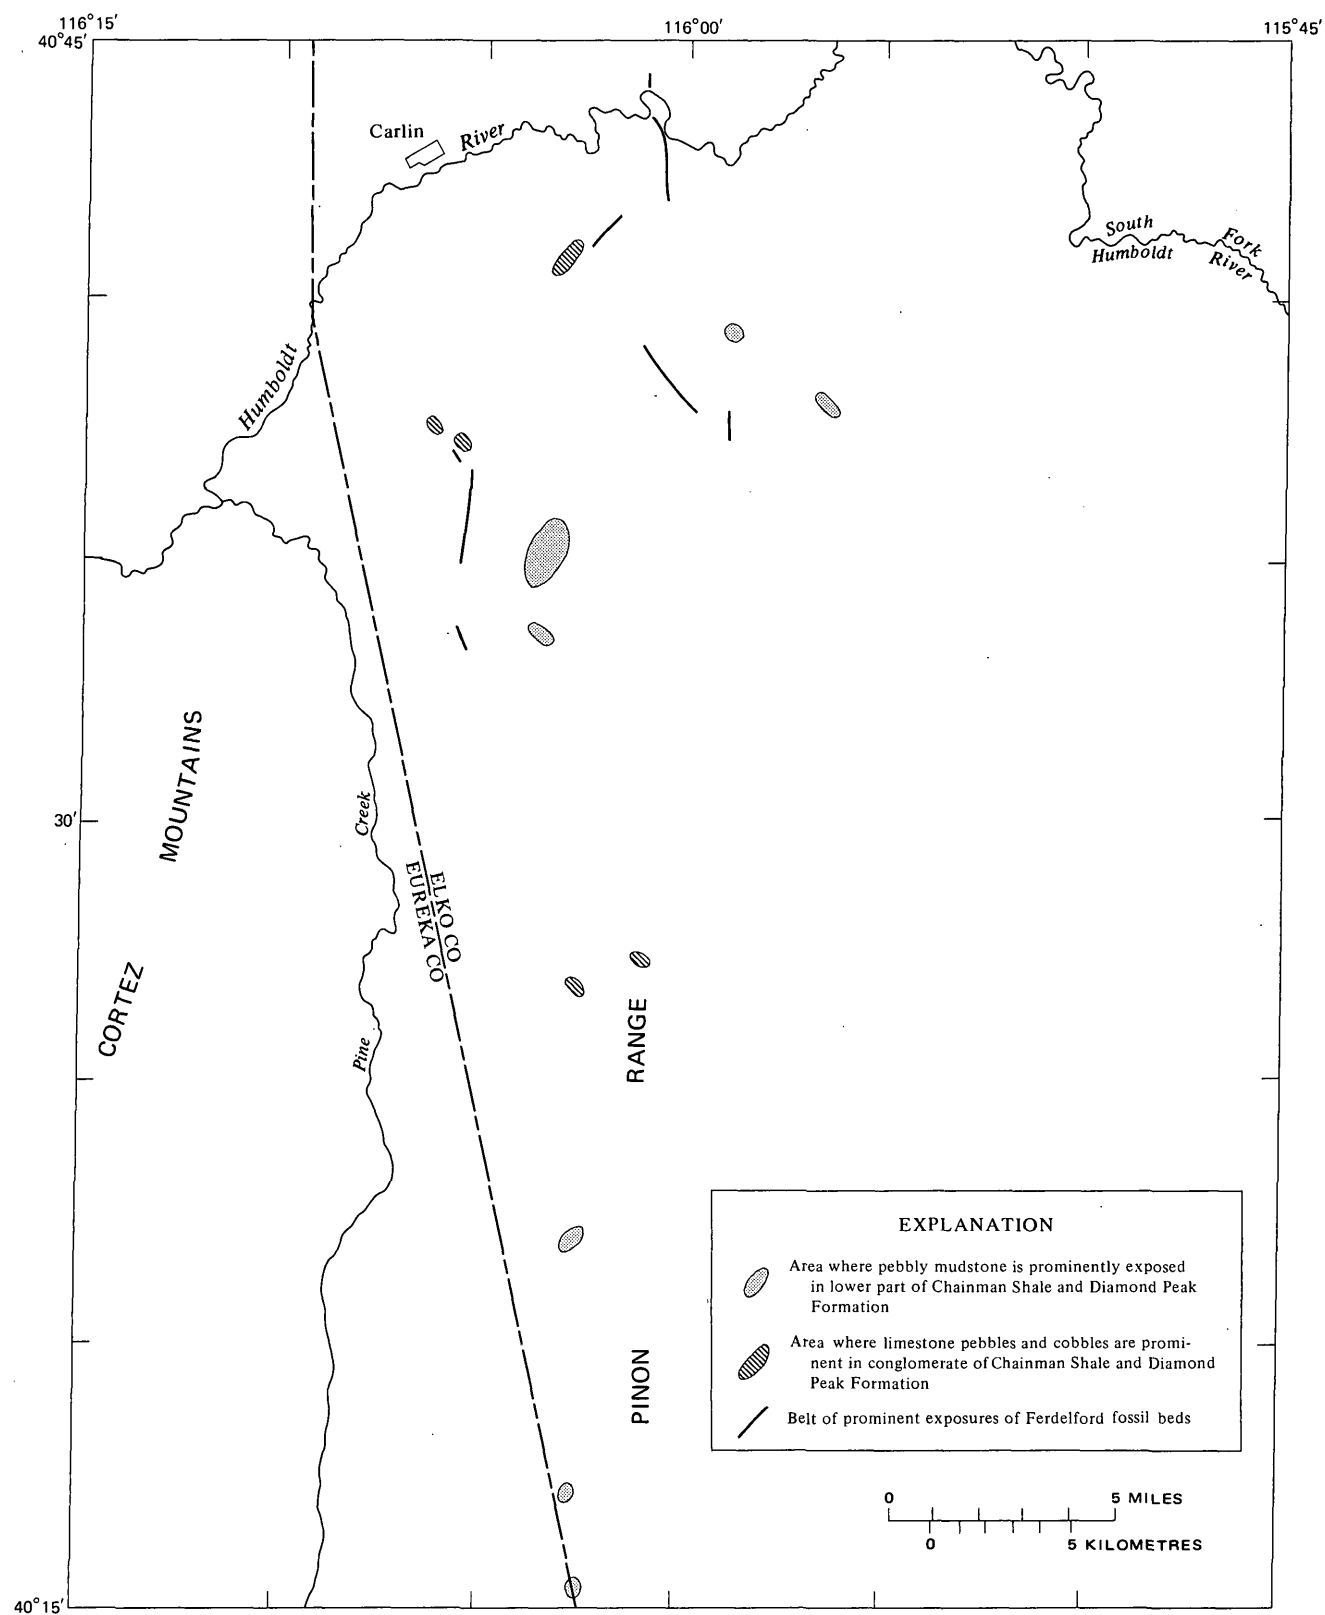 116°15′ 116°00′ 115°45′
40°45′
Carlin
River
South Fork
Humboldt River
Humboldt
MOUNTAINS
30′
Creek
ELKO CO
EUREKA CO
CORTEZ
RANGE
Pine
EXPLANATION
Area where pebbly mudstone is prominently exposed
in lower part of Chainman Shale and Diamond Peak
Formation
Area where limestone pebbles and cobbles are promi-
nent in conglomerate of Chainman Shale and Diamond
Peak Formation
PINON
Belt of prominent exposures of Ferdelford fossil beds
0 5 MILES
0 5 KILOMETRES
40°15′